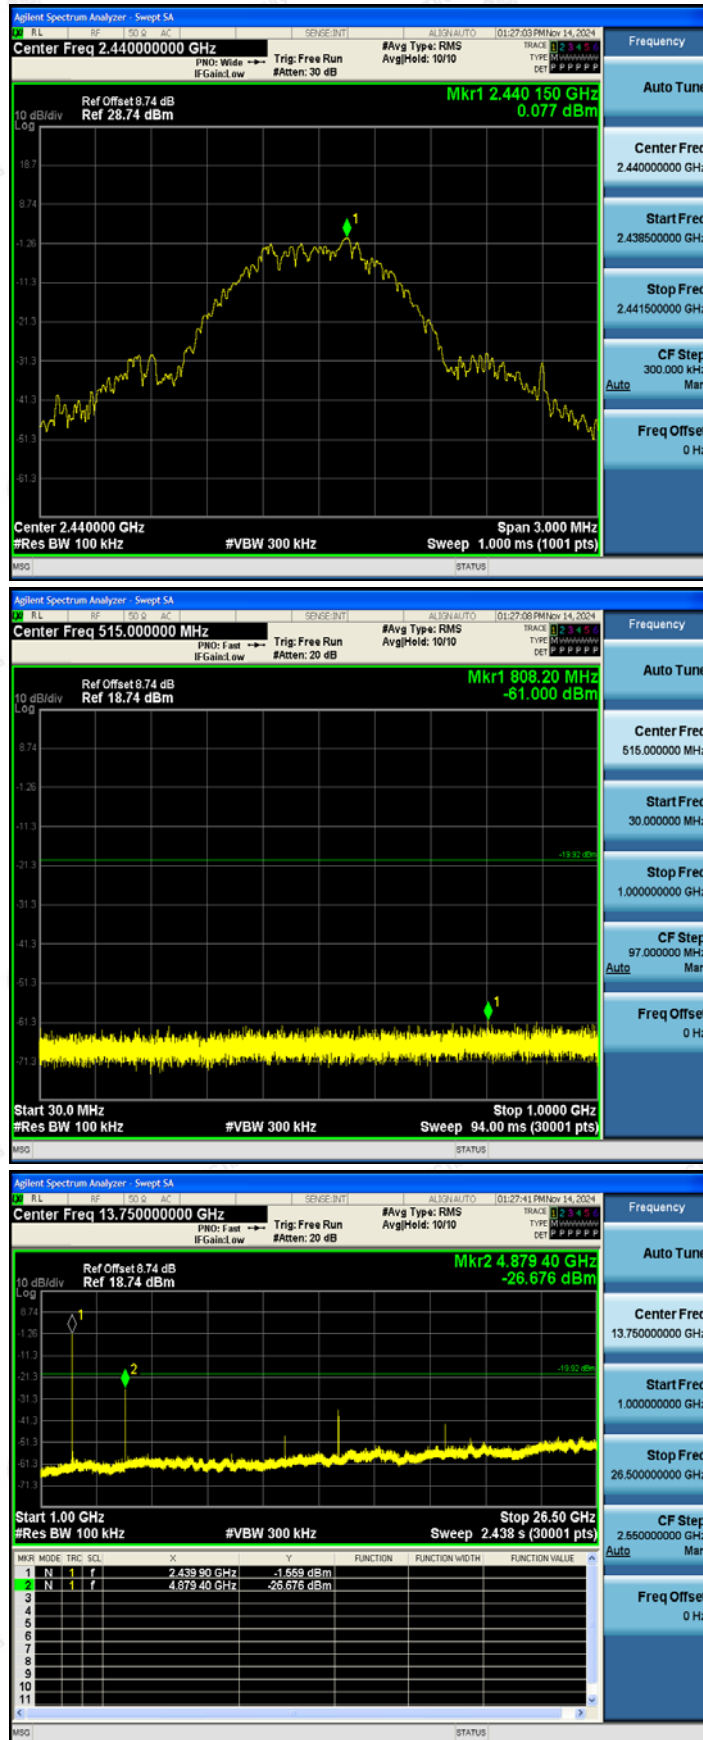 Agilent Spectrum Analyzer - Swept SA
RL RF 50 Ω AC SENSE:INT ALIGNAUTO 01:27:03 PM Nov 14, 2024
Center Freq 2.440000000 GHz
PNO: Wide
IFGain:Low
Trig: Free Run
#Atten: 30 dB
#Avg Type: RMS
Avg|Hold: 10/10
TRACE 1 2 3 4 5 6
TYPE M
DET P P P P P P
Frequency
Auto Tune
Mkr1 2.440 150 GHz
0.077 dBm
Ref Offset 8.74 dB
10 dB/div Ref 28.74 dBm
Log
18.7
8.74
-1.26
-11.3
-21.3
-31.3
-41.3
-51.3
-61.3
1
Center Freq
2.440000000 GHz
Start Freq
2.438500000 GHz
Stop Freq
2.441500000 GHz
CF Step
300.000 kHz
Auto Man
Freq Offset
0 Hz
Center 2.440000 GHz Span 3.000 MHz
#Res BW 100 kHz #VBW 300 kHz Sweep 1.000 ms (1001 pts)
MSG STATUS
Agilent Spectrum Analyzer - Swept SA
RL RF 50 Ω AC SENSE:INT ALIGNAUTO 01:27:08 PM Nov 14, 2024
Center Freq 515.000000 MHz
PNO: Fast
IFGain:Low
Trig: Free Run
#Atten: 20 dB
#Avg Type: RMS
Avg|Hold: 10/10
TRACE 1 2 3 4 5 6
TYPE M
DET P P P P P P
Frequency
Auto Tune
Mkr1 808.20 MHz
-61.000 dBm
Ref Offset 8.74 dB
10 dB/div Ref 18.74 dBm
Log
8.74
-1.26
-11.3
-21.3
-31.3
-41.3
-51.3
-61.3
-71.3
-19.92 dBm
1
Center Freq
515.000000 MHz
Start Freq
30.000000 MHz
Stop Freq
1.000000000 GHz
CF Step
97.000000 MHz
Auto Man
Freq Offset
0 Hz
Start 30.0 MHz Stop 1.0000 GHz
#Res BW 100 kHz #VBW 300 kHz Sweep 94.00 ms (30001 pts)
MSG STATUS
Agilent Spectrum Analyzer - Swept SA
RL RF 50 Ω AC SENSE:INT ALIGNAUTO 01:27:41 PM Nov 14, 2024
Center Freq 13.750000000 GHz
PNO: Fast
IFGain:Low
Trig: Free Run
#Atten: 20 dB
#Avg Type: RMS
Avg|Hold: 10/10
TRACE 1 2 3 4 5 6
TYPE M
DET P P P P P P
Frequency
Auto Tune
Mkr2 4.879 40 GHz
-26.676 dBm
Ref Offset 8.74 dB
10 dB/div Ref 18.74 dBm
Log
8.74
-1.26
-11.3
-21.3
-31.3
-41.3
-51.3
-61.3
-71.3
-19.92 dBm
1
2
Center Freq
13.750000000 GHz
Start Freq
1.000000000 GHz
Stop Freq
26.500000000 GHz
CF Step
2.550000000 GHz
Auto Man
Freq Offset
0 Hz
Start 1.00 GHz Stop 26.50 GHz
#Res BW 100 kHz #VBW 300 kHz Sweep 2.438 s (30001 pts)
MKR MODE TRC SCL X Y FUNCTION FUNCTION WIDTH FUNCTION VALUE
1 N 1 f 2.439 90 GHz -1.559 dBm
2 N 1 f 4.879 40 GHz -26.676 dBm
3
4
5
6
7
8
9
10
11
MSG STATUS